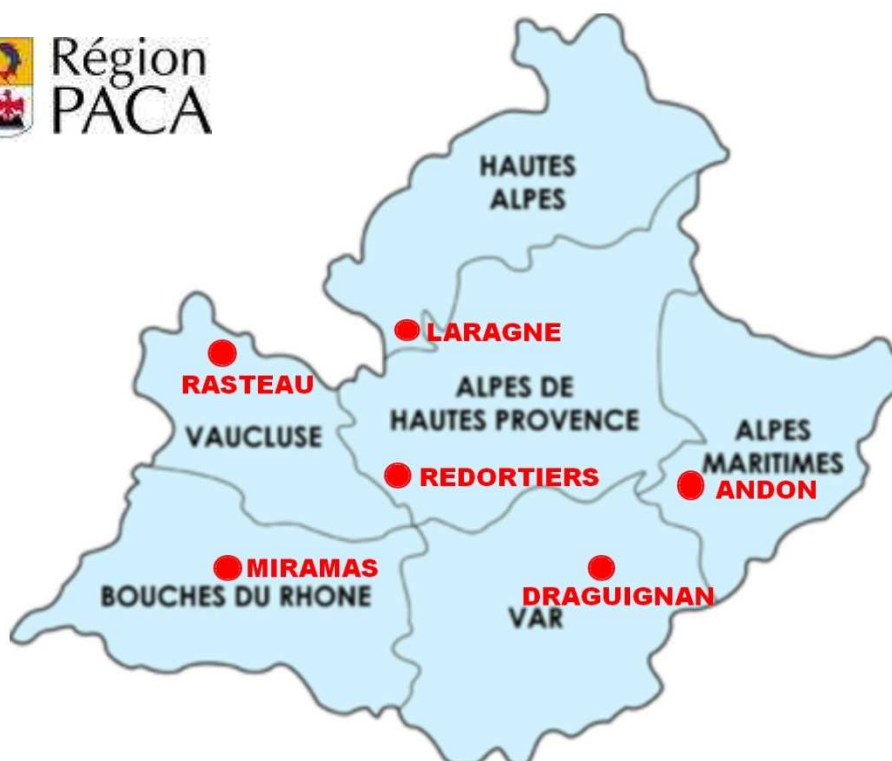 Région
PACA
HAUTES
ALPES
LARAGNE
RASTEAU
ALPES DE
HAUTES PROVENCE
VAUCLUSE
ALPES
MARITIMES
REDORTIERS
ANDON
MIRAMAS
BOUCHES DU RHONE
DRAGUIGNAN
VAR